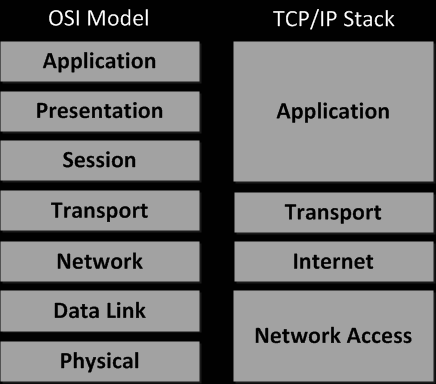 OSI Model
TCP/IP Stack
Application
Presentation
Session
Transport
Network
Data Link
Physical
Application
Transport
Internet
Network Access